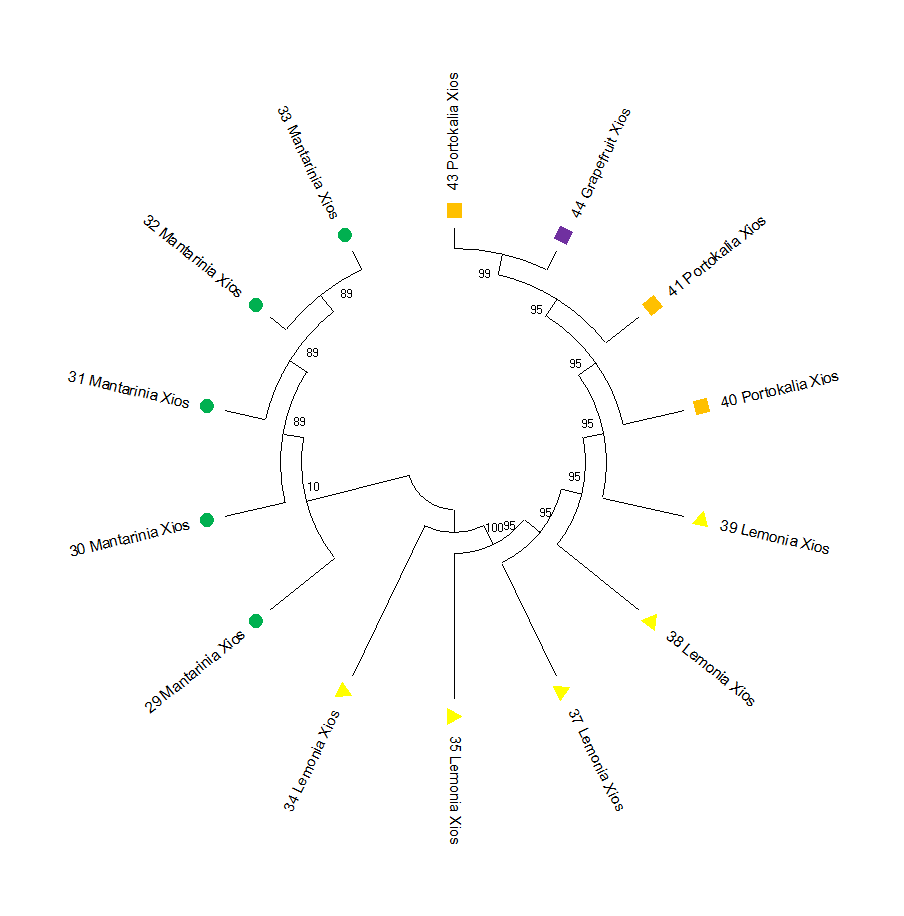 43 Portokalia Xios
44 Grapefruit Xios
41 Portokalia Xios
40 Portokalia Xios
39 Lemonia Xios
38 Lemonia Xios
37 Lemonia Xios
35 Lemonia Xios
34 Lemonia Xios
29 Mantarinia Xios
30 Mantarinia Xios
31 Mantarinia Xios
32 Mantarinia Xios
33 Mantarinia Xios
99
95
95
95
95
95
95
100
10
89
89
89